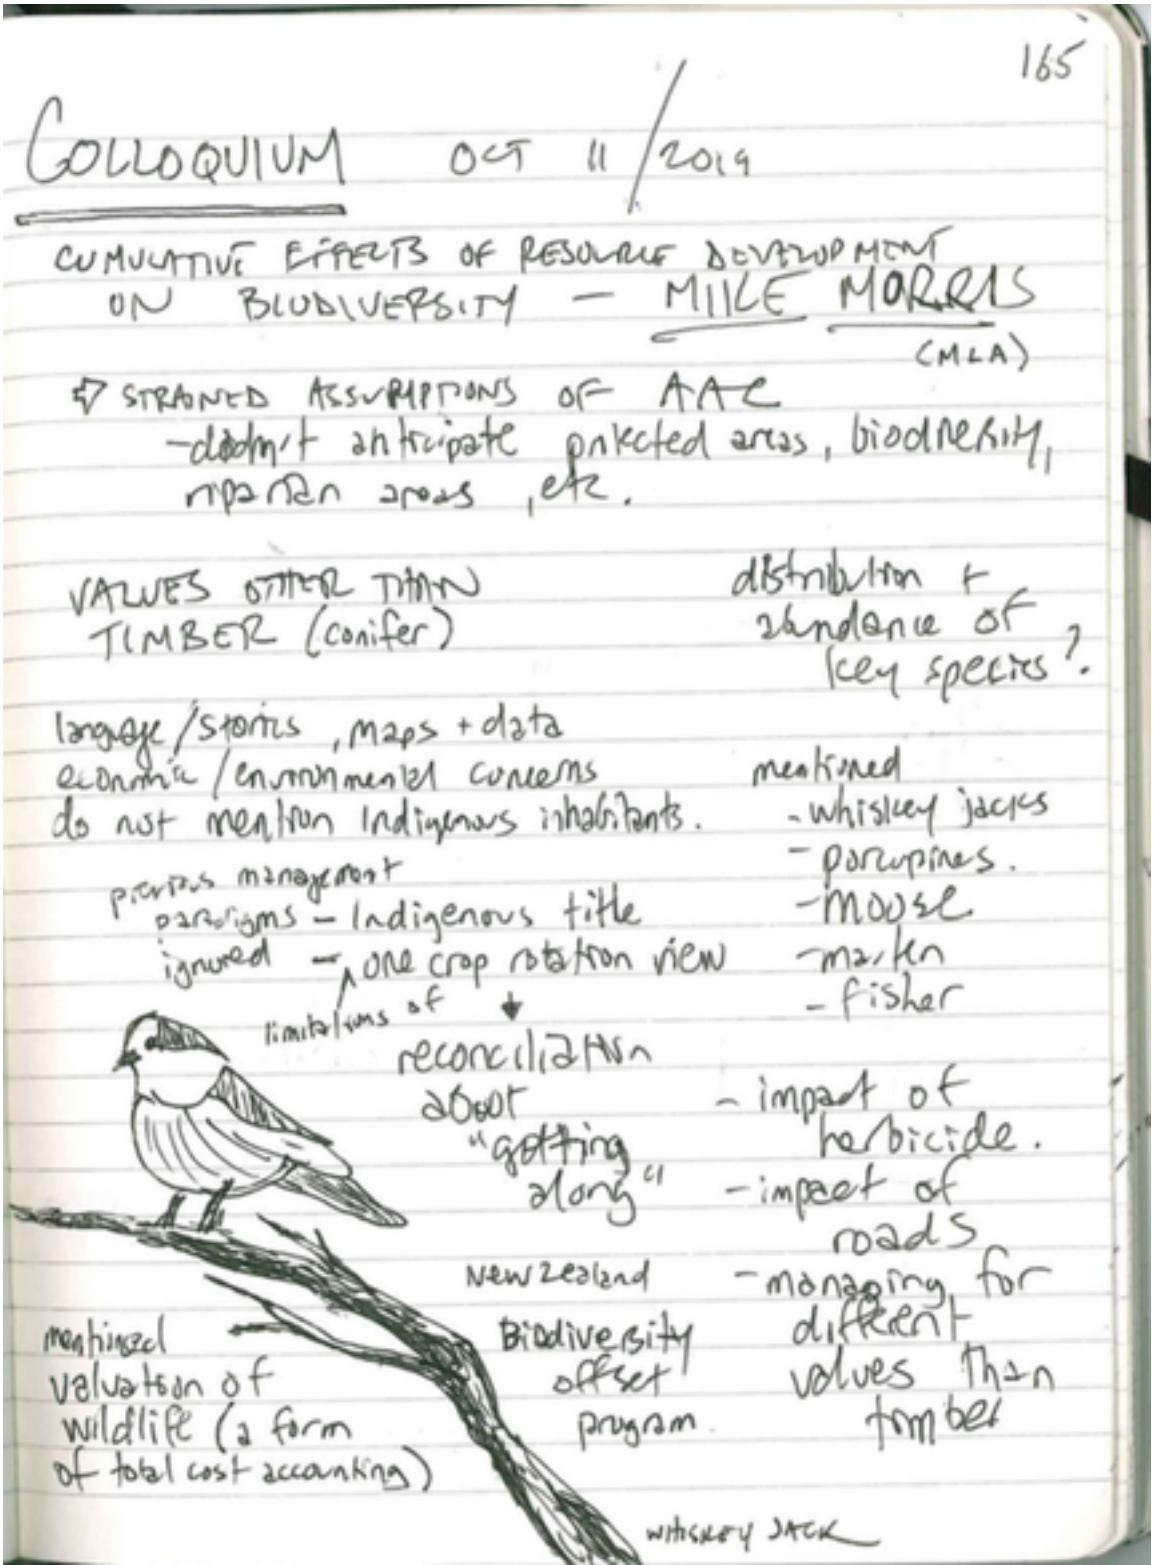 165
COLLOQUIUM OCT 11/2019
CUMULATIVE EFFECTS OF RESOURCE DEVELOPMENT
ON BIODIVERSITY — MIKE MORRIS
(MLA)
STRAINED ASSUMPTIONS OF AAC
- didn't anticipate protected areas, biodiversity,
riparian areas, etc.
VALUES OTHER THAN
TIMBER (conifer)
distribution +
abundance of
key species?
language/stories, maps + data
economic/environmental concerns
do not mention Indigenous inhabitants.
previous management
paradigms — Indigenous title
ignored — one crop rotation view
limitations of
reconciliation
about
"getting
along"
mentioned
- whiskey jacks
- porcupines.
- moose
- marten
- fisher
- impact of
herbicide.
- impact of
roads
- managing for
different
values than
timber
New Zealand
Biodiversity
offset
program.
mentioned
valuation of
wildlife (a form
of total cost accounting)
WHISKEY JACK